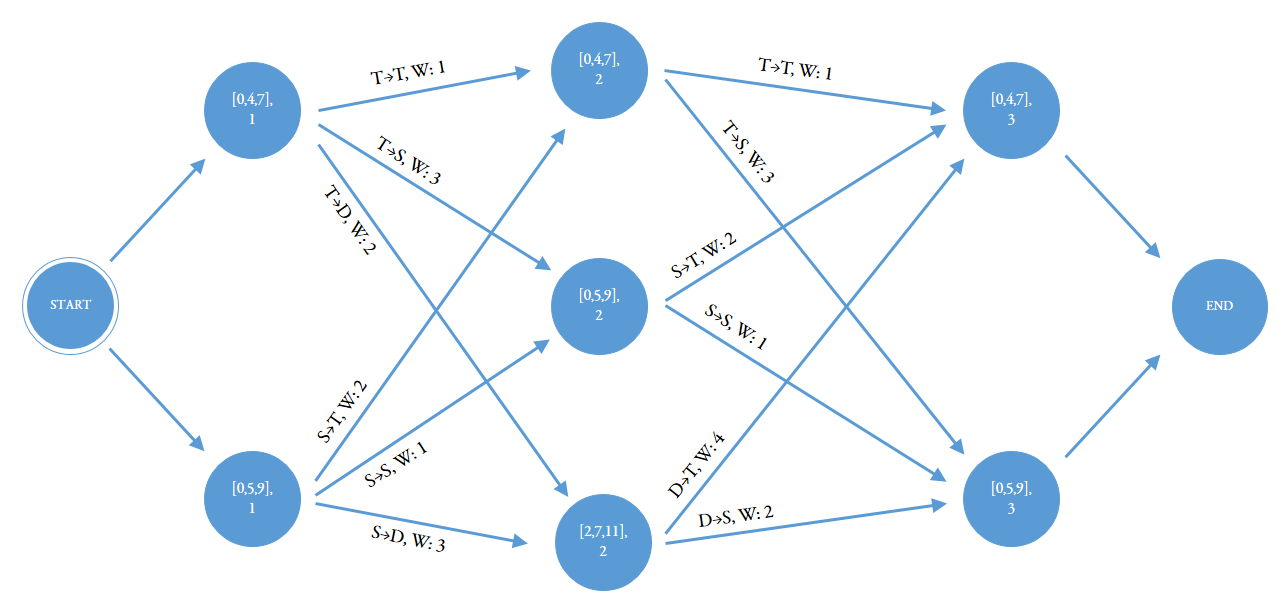 START
[0,4,7],
1
[0,5,9],
1
T→T, W: 1
T→S, W: 3
T→D, W: 2
S→T, W: 2
S→S, W: 1
S→D, W: 3
[0,4,7],
2
[0,5,9],
2
[2,7,11],
2
T→T, W: 1
T→S, W: 3
S→T, W: 2
S→S, W: 1
D→T, W: 4
D→S, W: 2
[0,4,7],
3
[0,5,9],
3
END